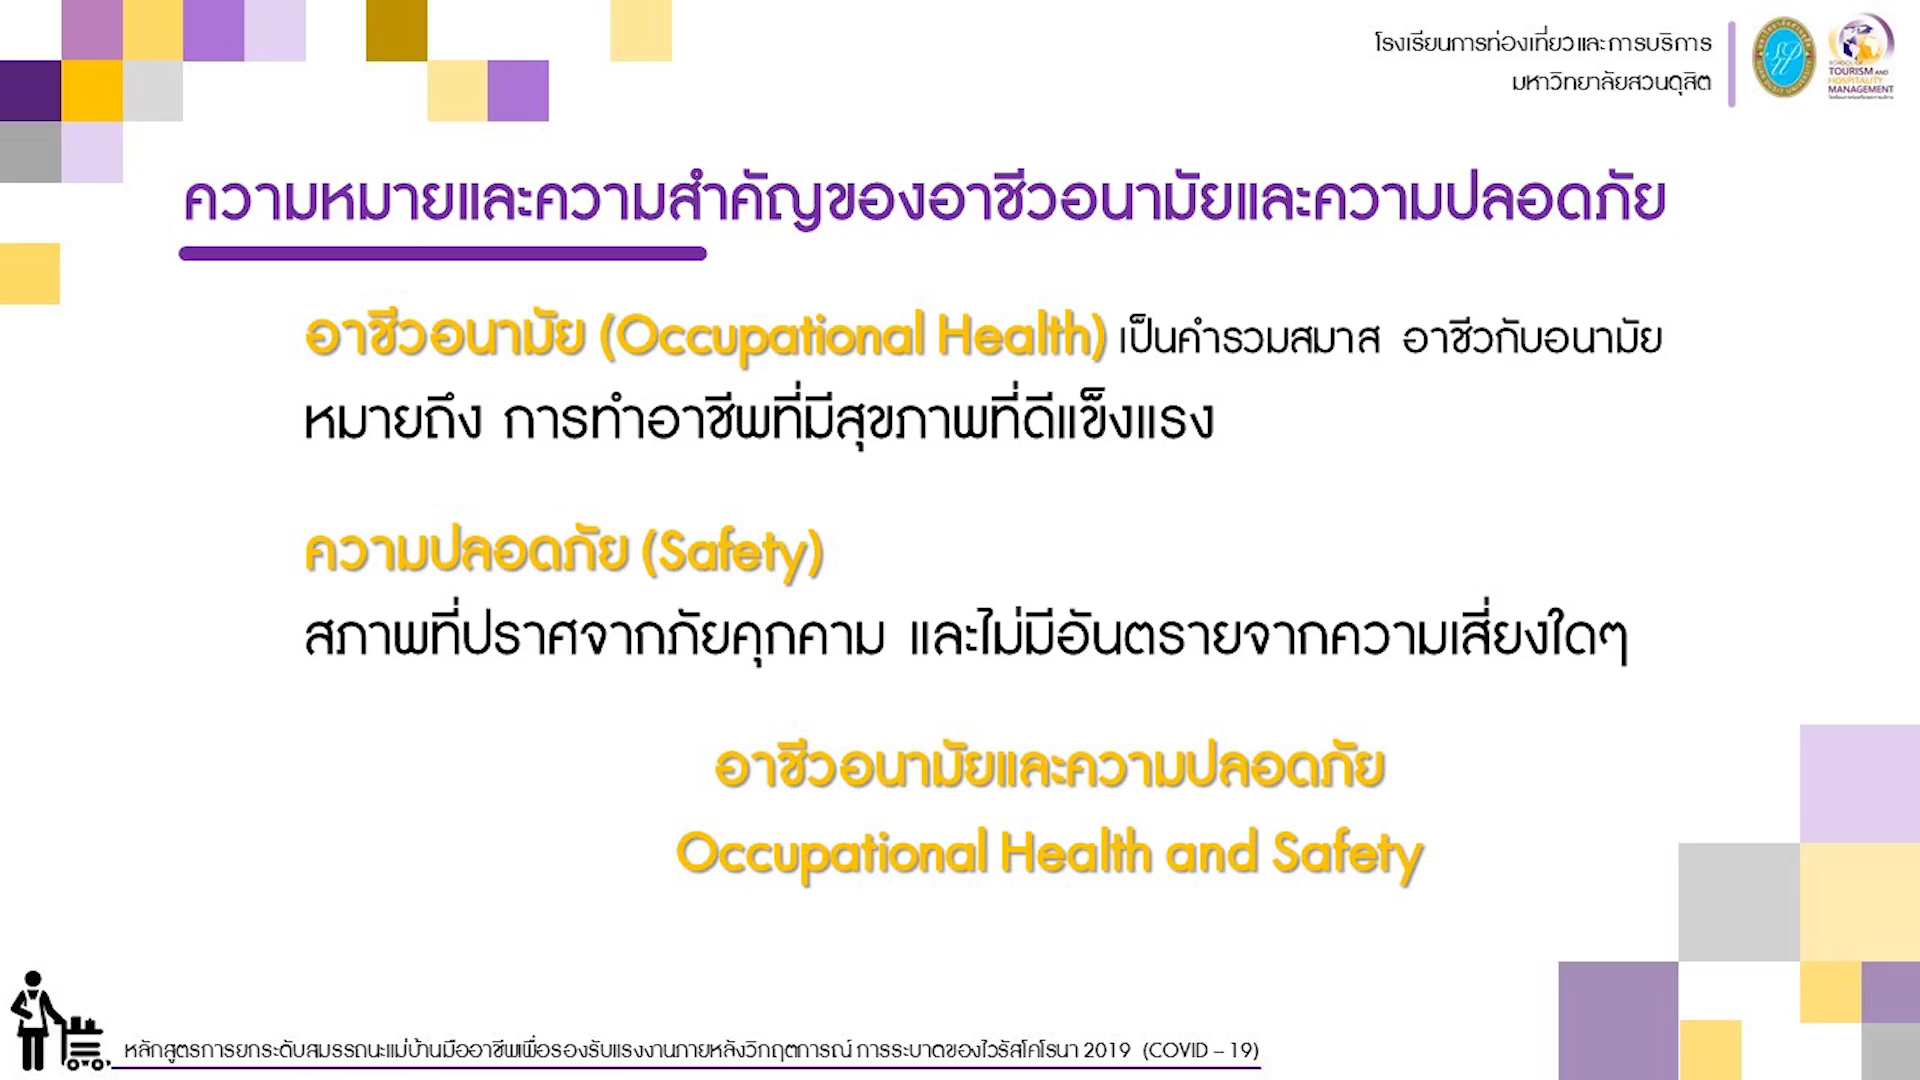 โรงเรียนการท่องเที่ยวและการบริการ
มหาวิทยาลัยสวนดุสิต
SCHOOL OF
TOURISM AND
HOSPITALITY
MANAGEMENT
ความหมายและความสำคัญของอาชีวอนามัยและความปลอดภัย
อาชีวอนามัย (Occupational Health) เป็นคำรวมสมาส อาชีวกับอนามัย
หมายถึง การทำอาชีพที่มีสุขภาพที่ดีแข็งแรง
ความปลอดภัย (Safety)
สภาพที่ปราศจากภัยคุกคาม และไม่มีอันตรายจากความเสี่ยงใดๆ
อาชีวอนามัยและความปลอดภัย
Occupational Health and Safety
หลักสูตรการยกระดับสมรรถนะแม่บ้านมืออาชีพเพื่อรองรับแรงงานภายหลังวิกฤตการณ์ การระบาดของไวรัสโคโรนา 2019 (COVID – 19)